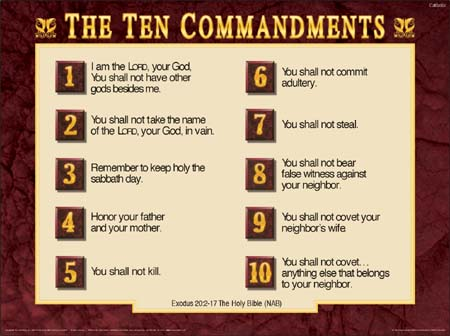 Catholic
THE TEN COMMANDMENTS
1
I am the LORD, your God,
You shall not have other
gods besides me.
2
You shall not take the name
of the LORD, your God, in vain.
3
Remember to keep holy the
sabbath day.
4
Honor your father
and your mother.
5
You shall not kill.
6
You shall not commit
adultery.
7
You shall not steal.
8
You shall not bear
false witness against
your neighbor.
9
You shall not covet your
neighbor's wife.
10
You shall not covet…
anything else that belongs
to your neighbor.
Exodus 20:2-17 The Holy Bible (NAB)